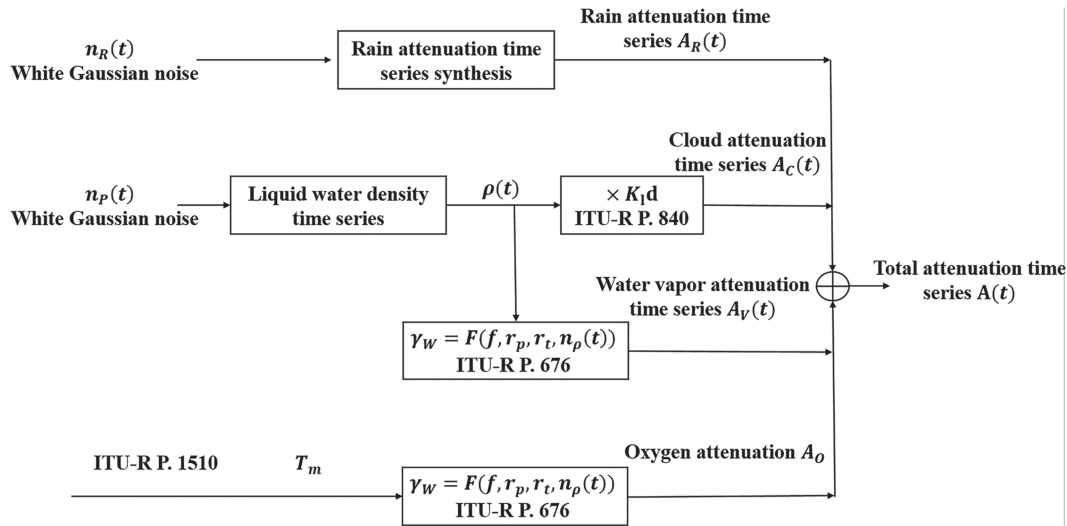 n_R(t)
White Gaussian noise
Rain attenuation time
series synthesis
Rain attenuation time
series A_R(t)
n_P(t)
White Gaussian noise
Liquid water density
time series
ρ(t)
× K_l d
ITU-R P. 840
Cloud attenuation
time series A_C(t)
γ_W = F(f, r_p, r_t, n_ρ(t))
ITU-R P. 676
Water vapor attenuation
time series A_V(t)
Total attenuation time
series A(t)
ITU-R P. 1510
T_m
γ_W = F(f, r_p, r_t, n_ρ(t))
ITU-R P. 676
Oxygen attenuation A_O